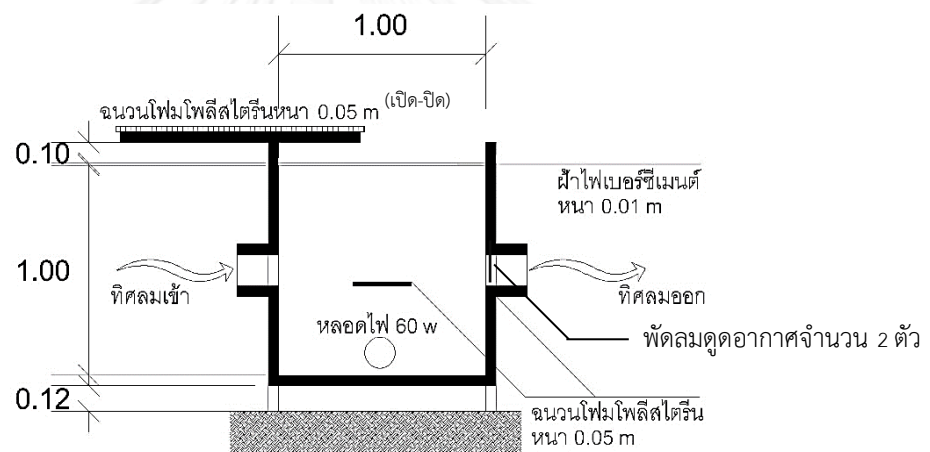 1.00
ฉนวนโฟมโพลีสไตรีนหนา 0.05 m (เปิด-ปิด)
0.10
ฝ้าไฟเบอร์ซีเมนต์
หนา 0.01 m
1.00
ทิศลมเข้า
ทิศลมออก
หลอดไฟ 60 w
พัดลมดูดอากาศจำนวน 2 ตัว
0.12
ฉนวนโฟมโพลีสไตรีน
หนา 0.05 m